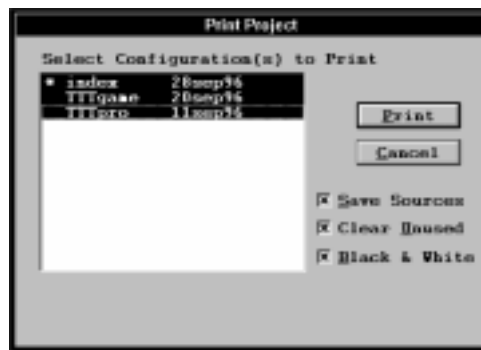 Print Project
Select Configuration(s) to Print
* index 28sep96
TTTgame 20sep96
TTTpro 11sep96
Print
Cancel
Save Sources
Clear Unused
Black & White